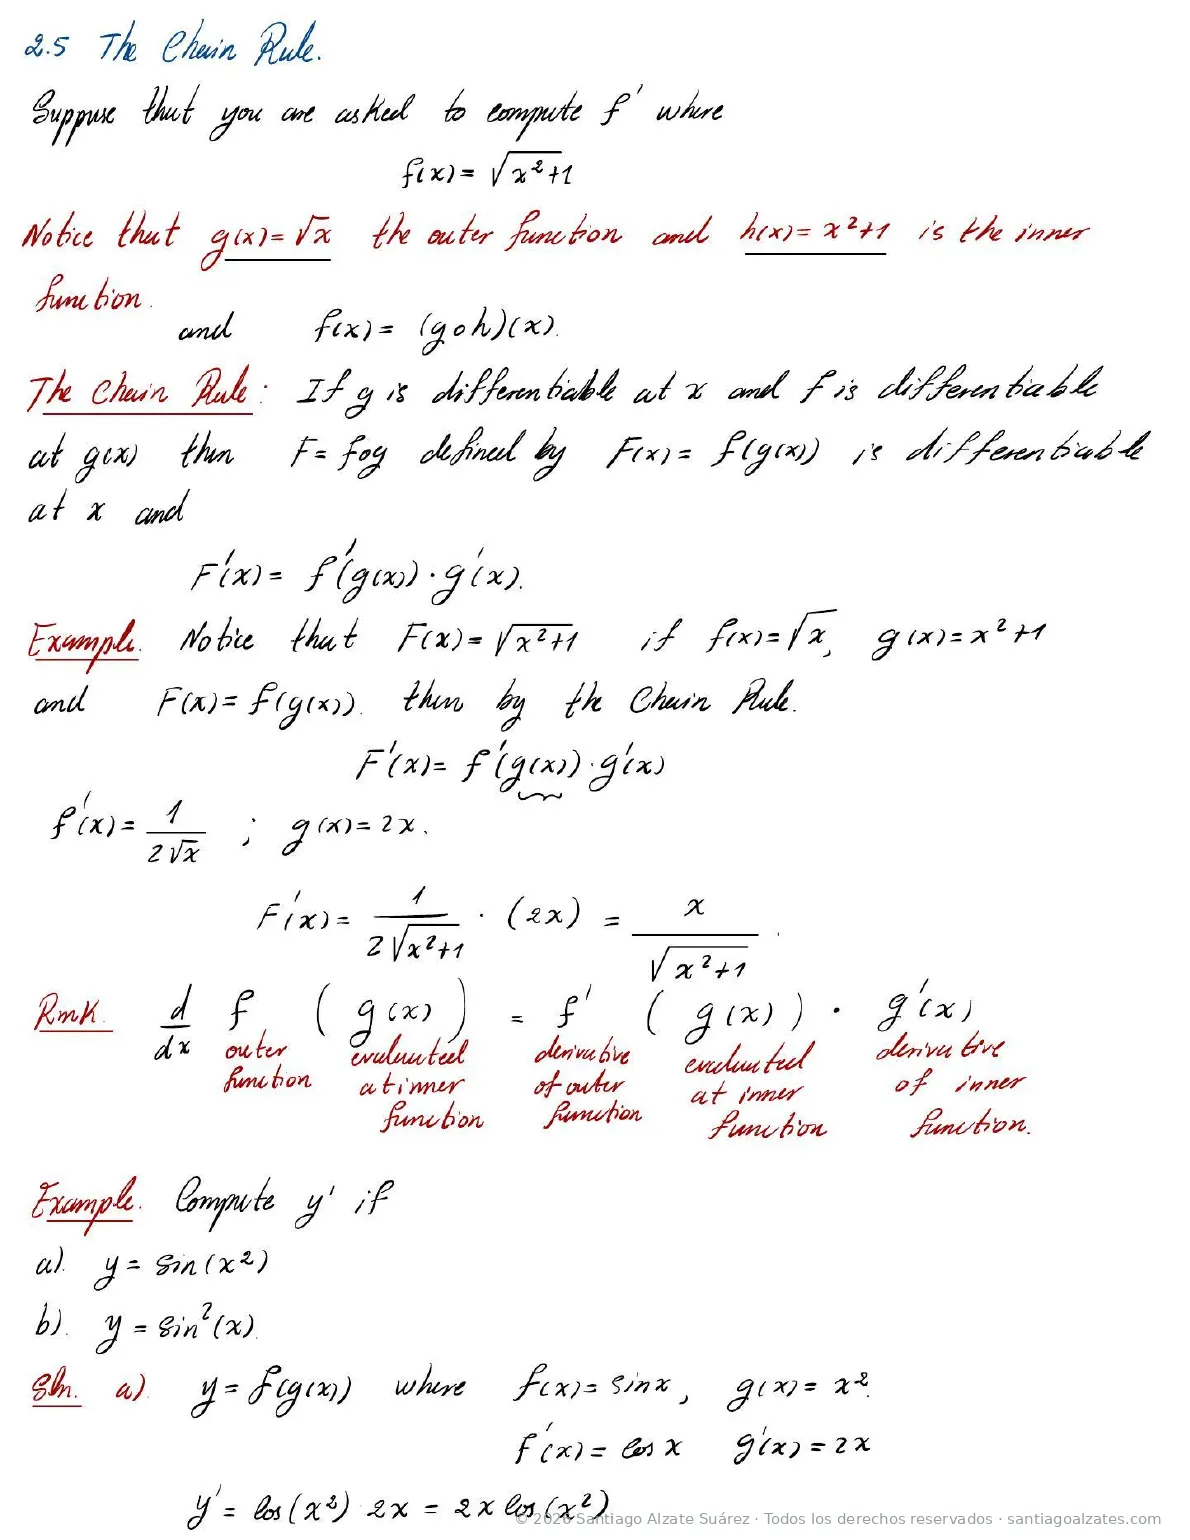 2.5 The Chain Rule.
Suppose that you are asked to compute f' where
f(x) = √(x²+1)
Notice that g(x) = √x the outer function and h(x) = x²+1 is the inner
function.
and f(x) = (g∘h)(x).
The Chain Rule: If g is differentiable at x and f is differentiable
at g(x) then F = f∘g defined by F(x) = f(g(x)) is differentiable
at x and
F'(x) = f'(g(x)) · g'(x).
Example. Notice that F(x) = √(x²+1) if f(x) = √x, g(x) = x²+1
and F(x) = f(g(x)). then by the Chain Rule.
F'(x) = f'(g(x)) · g'(x)
f'(x) = 1/(2√x) ; g(x) = 2x.
F'(x) = 1/(2√(x²+1)) · (2x) = x/√(x²+1).
Rmk. d/dx f (g(x)) = f' (g(x)) · g'(x)
outer evaluated derivative evaluated derivative
function at inner of outer at inner of inner
function function function function.
Example. Compute y' if
a). y = sin(x²)
b). y = sin²(x).
Sln. a). y = f(g(x)) where f(x) = sinx, g(x) = x².
f'(x) = cos x g'(x) = 2x
y' = cos(x²) 2x = 2x cos(x²)
© 2026 Santiago Alzate Suárez · Todos los derechos reservados · santiagoalzates.com